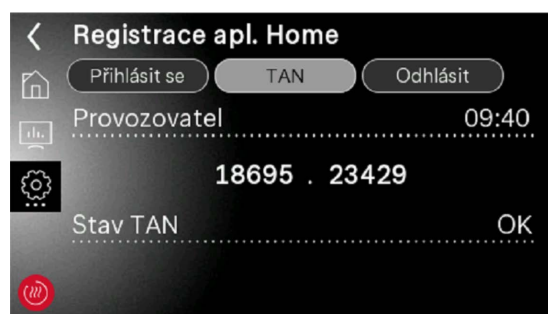 Registrace apl. Home
Přihlásit se TAN Odhlásit
Provozovatel 09:40
18695 . 23429
Stav TAN OK